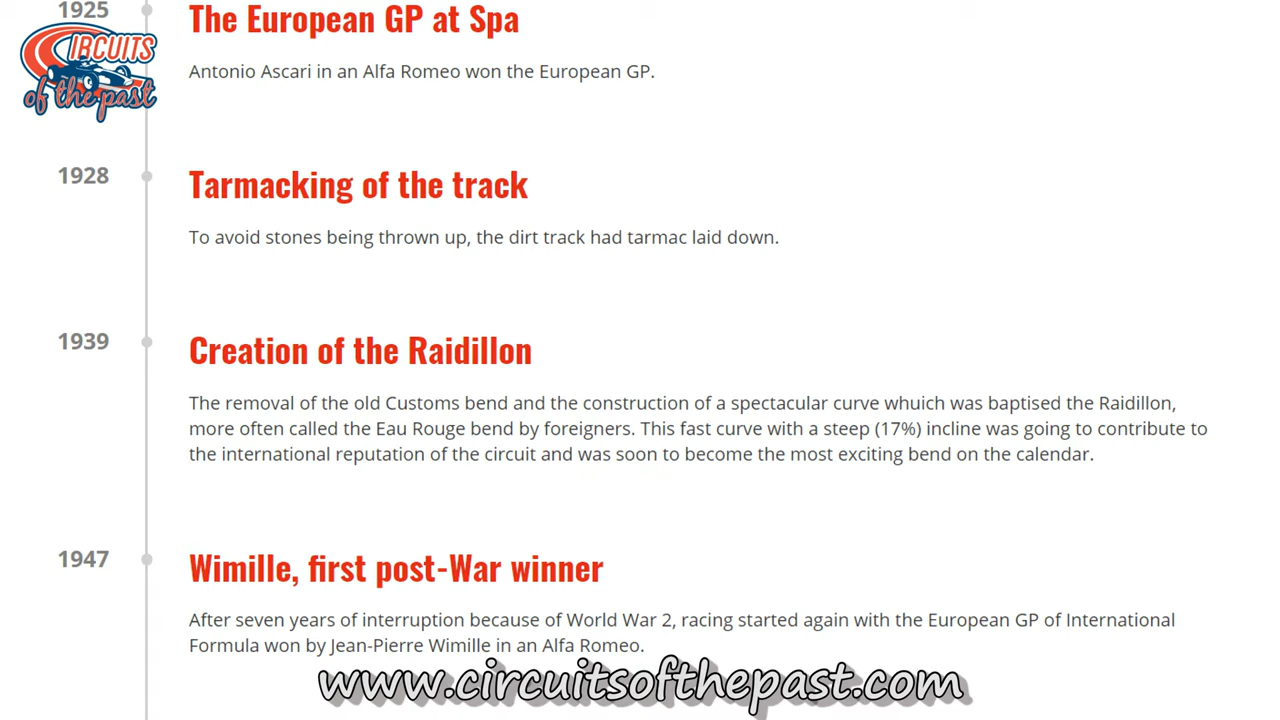 1925
The European GP at Spa
CIRCUITS
of the past
Antonio Ascari in an Alfa Romeo won the European GP.
1928
Tarmacking of the track
To avoid stones being thrown up, the dirt track had tarmac laid down.
1939
Creation of the Raidillon
The removal of the old Customs bend and the construction of a spectacular curve whuich was baptised the Raidillon,
more often called the Eau Rouge bend by foreigners. This fast curve with a steep (17%) incline was going to contribute to
the international reputation of the circuit and was soon to become the most exciting bend on the calendar.
1947
Wimille, first post-War winner
After seven years of interruption because of World War 2, racing started again with the European GP of International
Formula won by Jean-Pierre Wimille in an Alfa Romeo.
www.circuitsofthepast.com